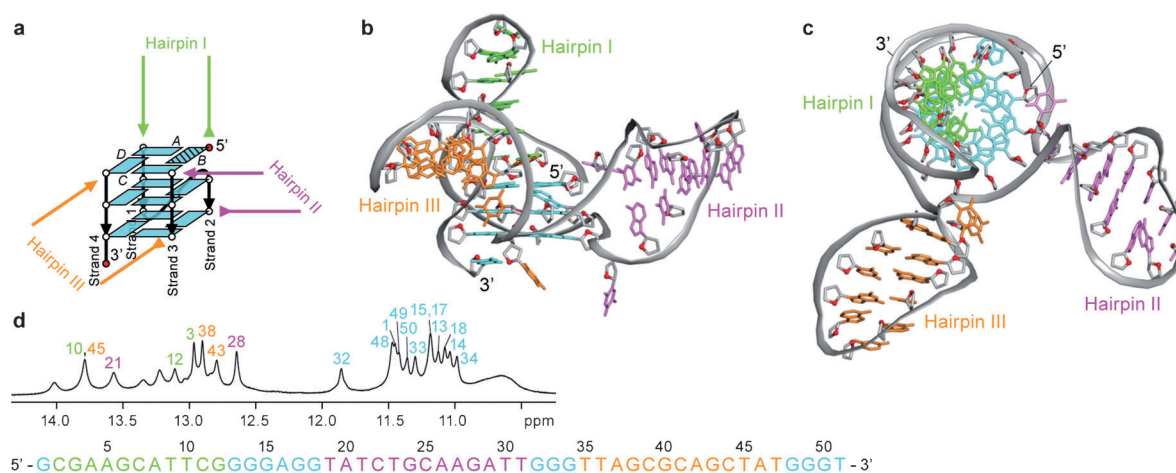 a
Hairpin I
D
A
5'
B
C
Hairpin II
Hairpin III
Strand 4
3'
Strand 3
Strand 2
b
Hairpin I
5'
Hairpin III
Hairpin II
3'
c
3'
5'
Hairpin I
Hairpin II
Hairpin III
d
10,45
21
12
3
38
43
28
32
48
1
49
50
33
15,17
13
18
14
34
14.0 13.5 13.0 12.5 12.0 11.5 11.0 ppm
5 10 15 20 25 30 35 40 45 50
5' -GCGAAGCATTCGGGGAGGTATCTGCAAGATTGGGTTAGCGCAGCTATGGGT-3'